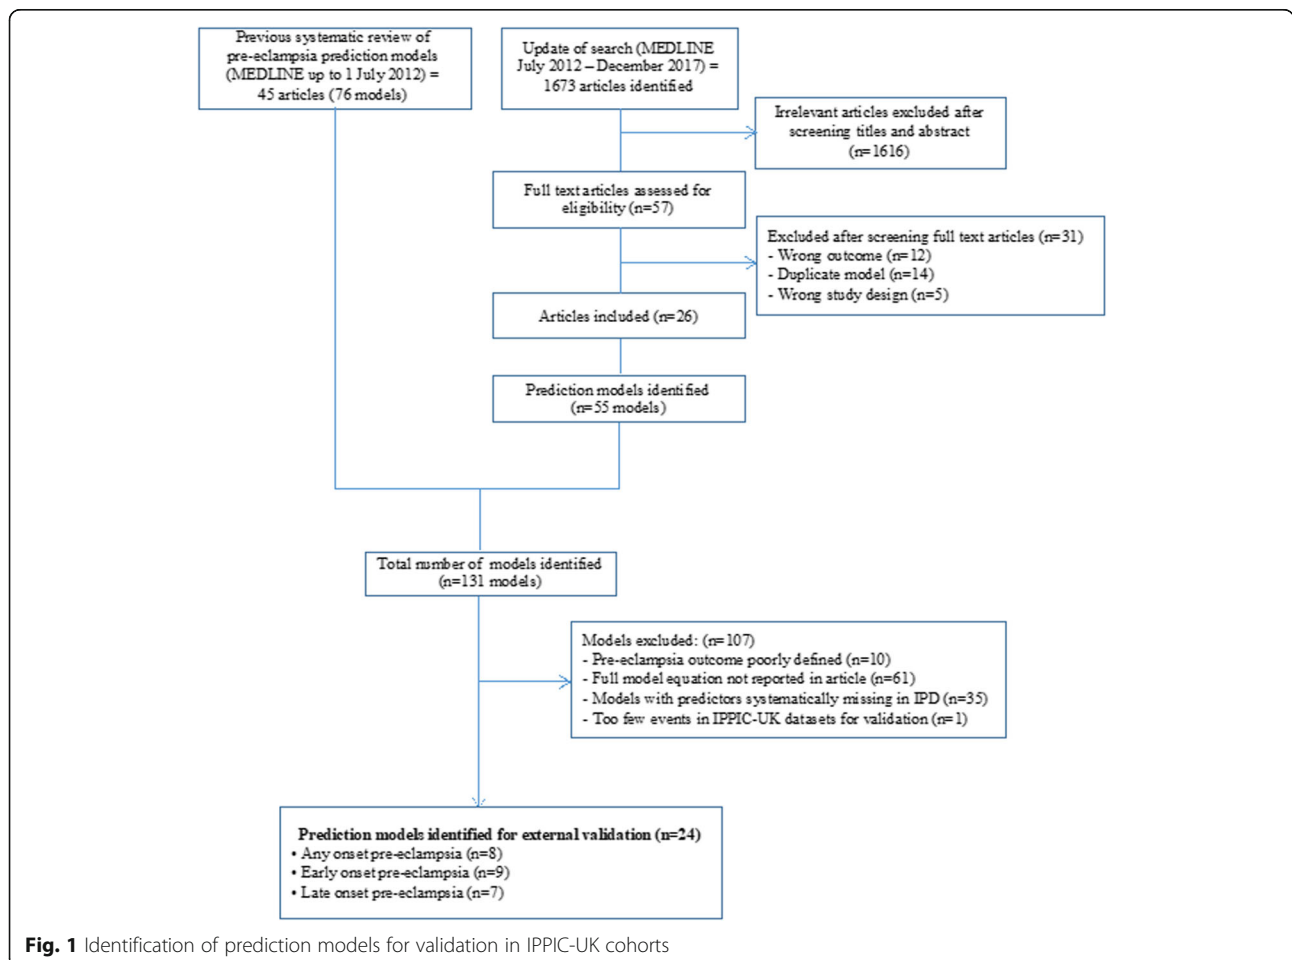 Previous systematic review of
pre-eclampsia prediction models
(MEDLINE up to 1 July 2012) =
45 articles (76 models)
Update of search (MEDLINE
July 2012 – December 2017) =
1673 articles identified
Irrelevant articles excluded after
screening titles and abstract
(n=1616)
Full text articles assessed for
eligibility (n=57)
Excluded after screening full text articles (n=31)
- Wrong outcome (n=12)
- Duplicate model (n=14)
- Wrong study design (n=5)
Articles included (n=26)
Prediction models identified
(n=55 models)
Total number of models identified
(n=131 models)
Models excluded: (n=107)
- Pre-eclampsia outcome poorly defined (n=10)
- Full model equation not reported in article (n=61)
- Models with predictors systematically missing in IPD (n=35)
- Too few events in IPPIC-UK datasets for validation (n=1)
Prediction models identified for external validation (n=24)
• Any onset pre-eclampsia (n=8)
• Early onset pre-eclampsia (n=9)
• Late onset pre-eclampsia (n=7)
Fig. 1 Identification of prediction models for validation in IPPIC-UK cohorts